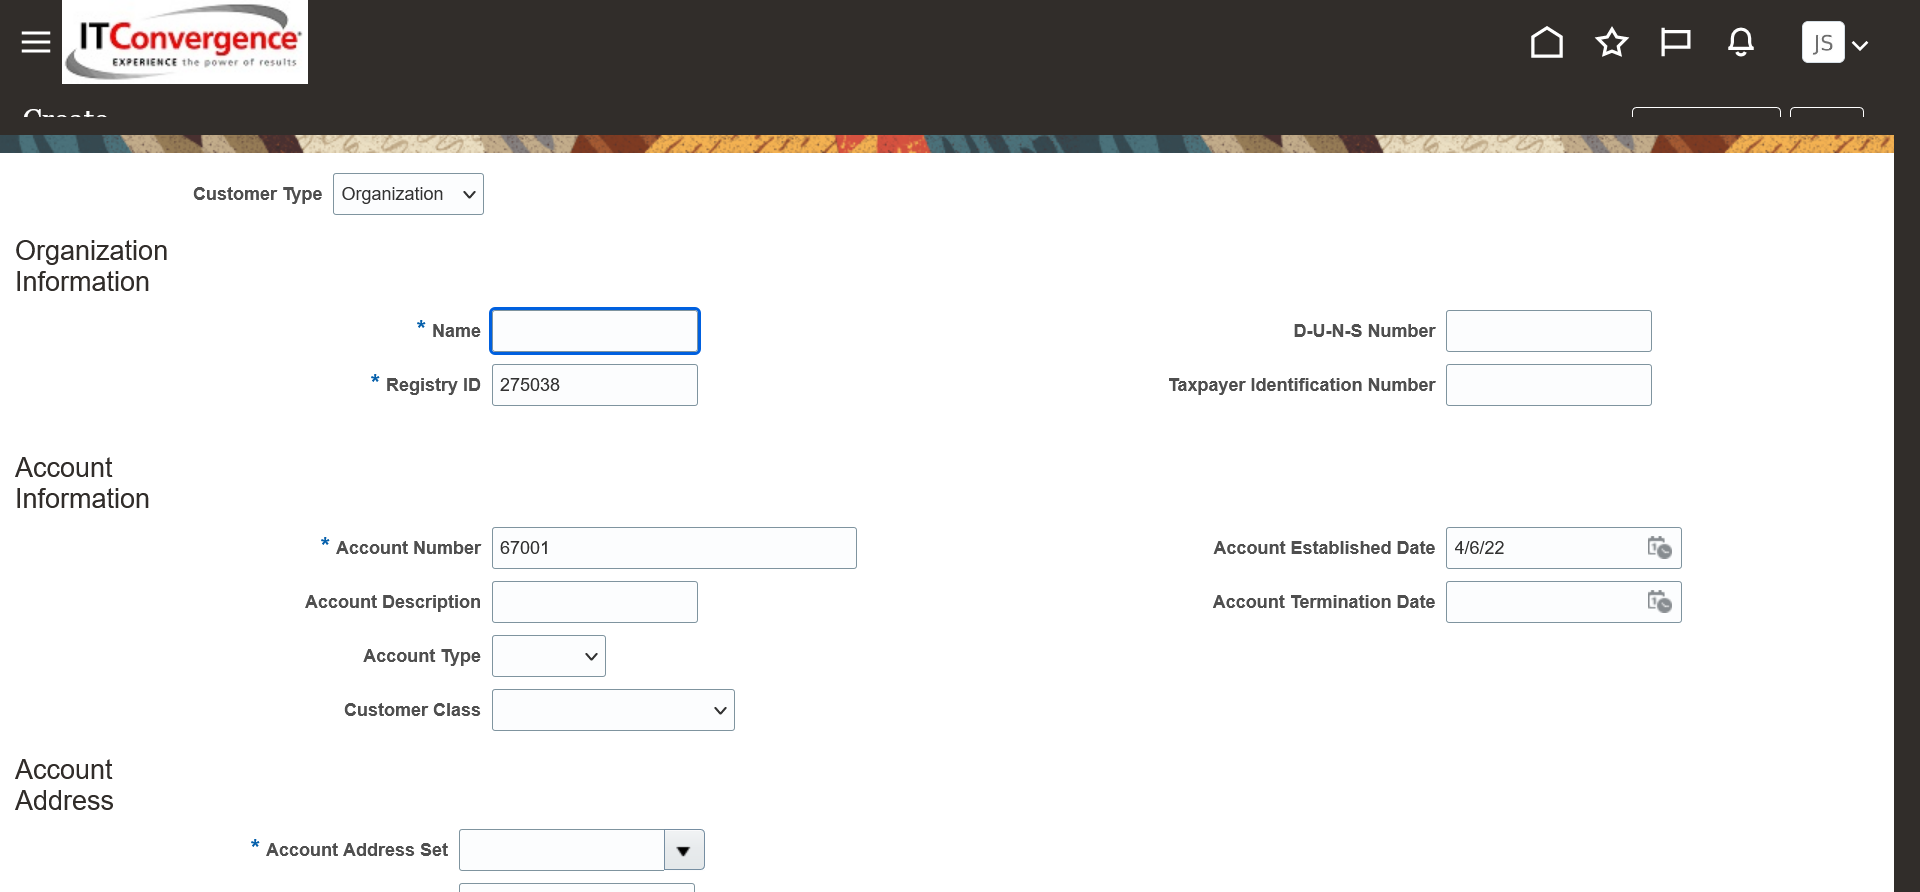 ITConvergence
EXPERIENCE the power of results
JS
Create
Customer Type Organization
Organization
Information
* Name
D-U-N-S Number
* Registry ID 275038
Taxpayer Identification Number
Account
Information
* Account Number 67001
Account Established Date 4/6/22
Account Description
Account Termination Date
Account Type
Customer Class
Account
Address
* Account Address Set